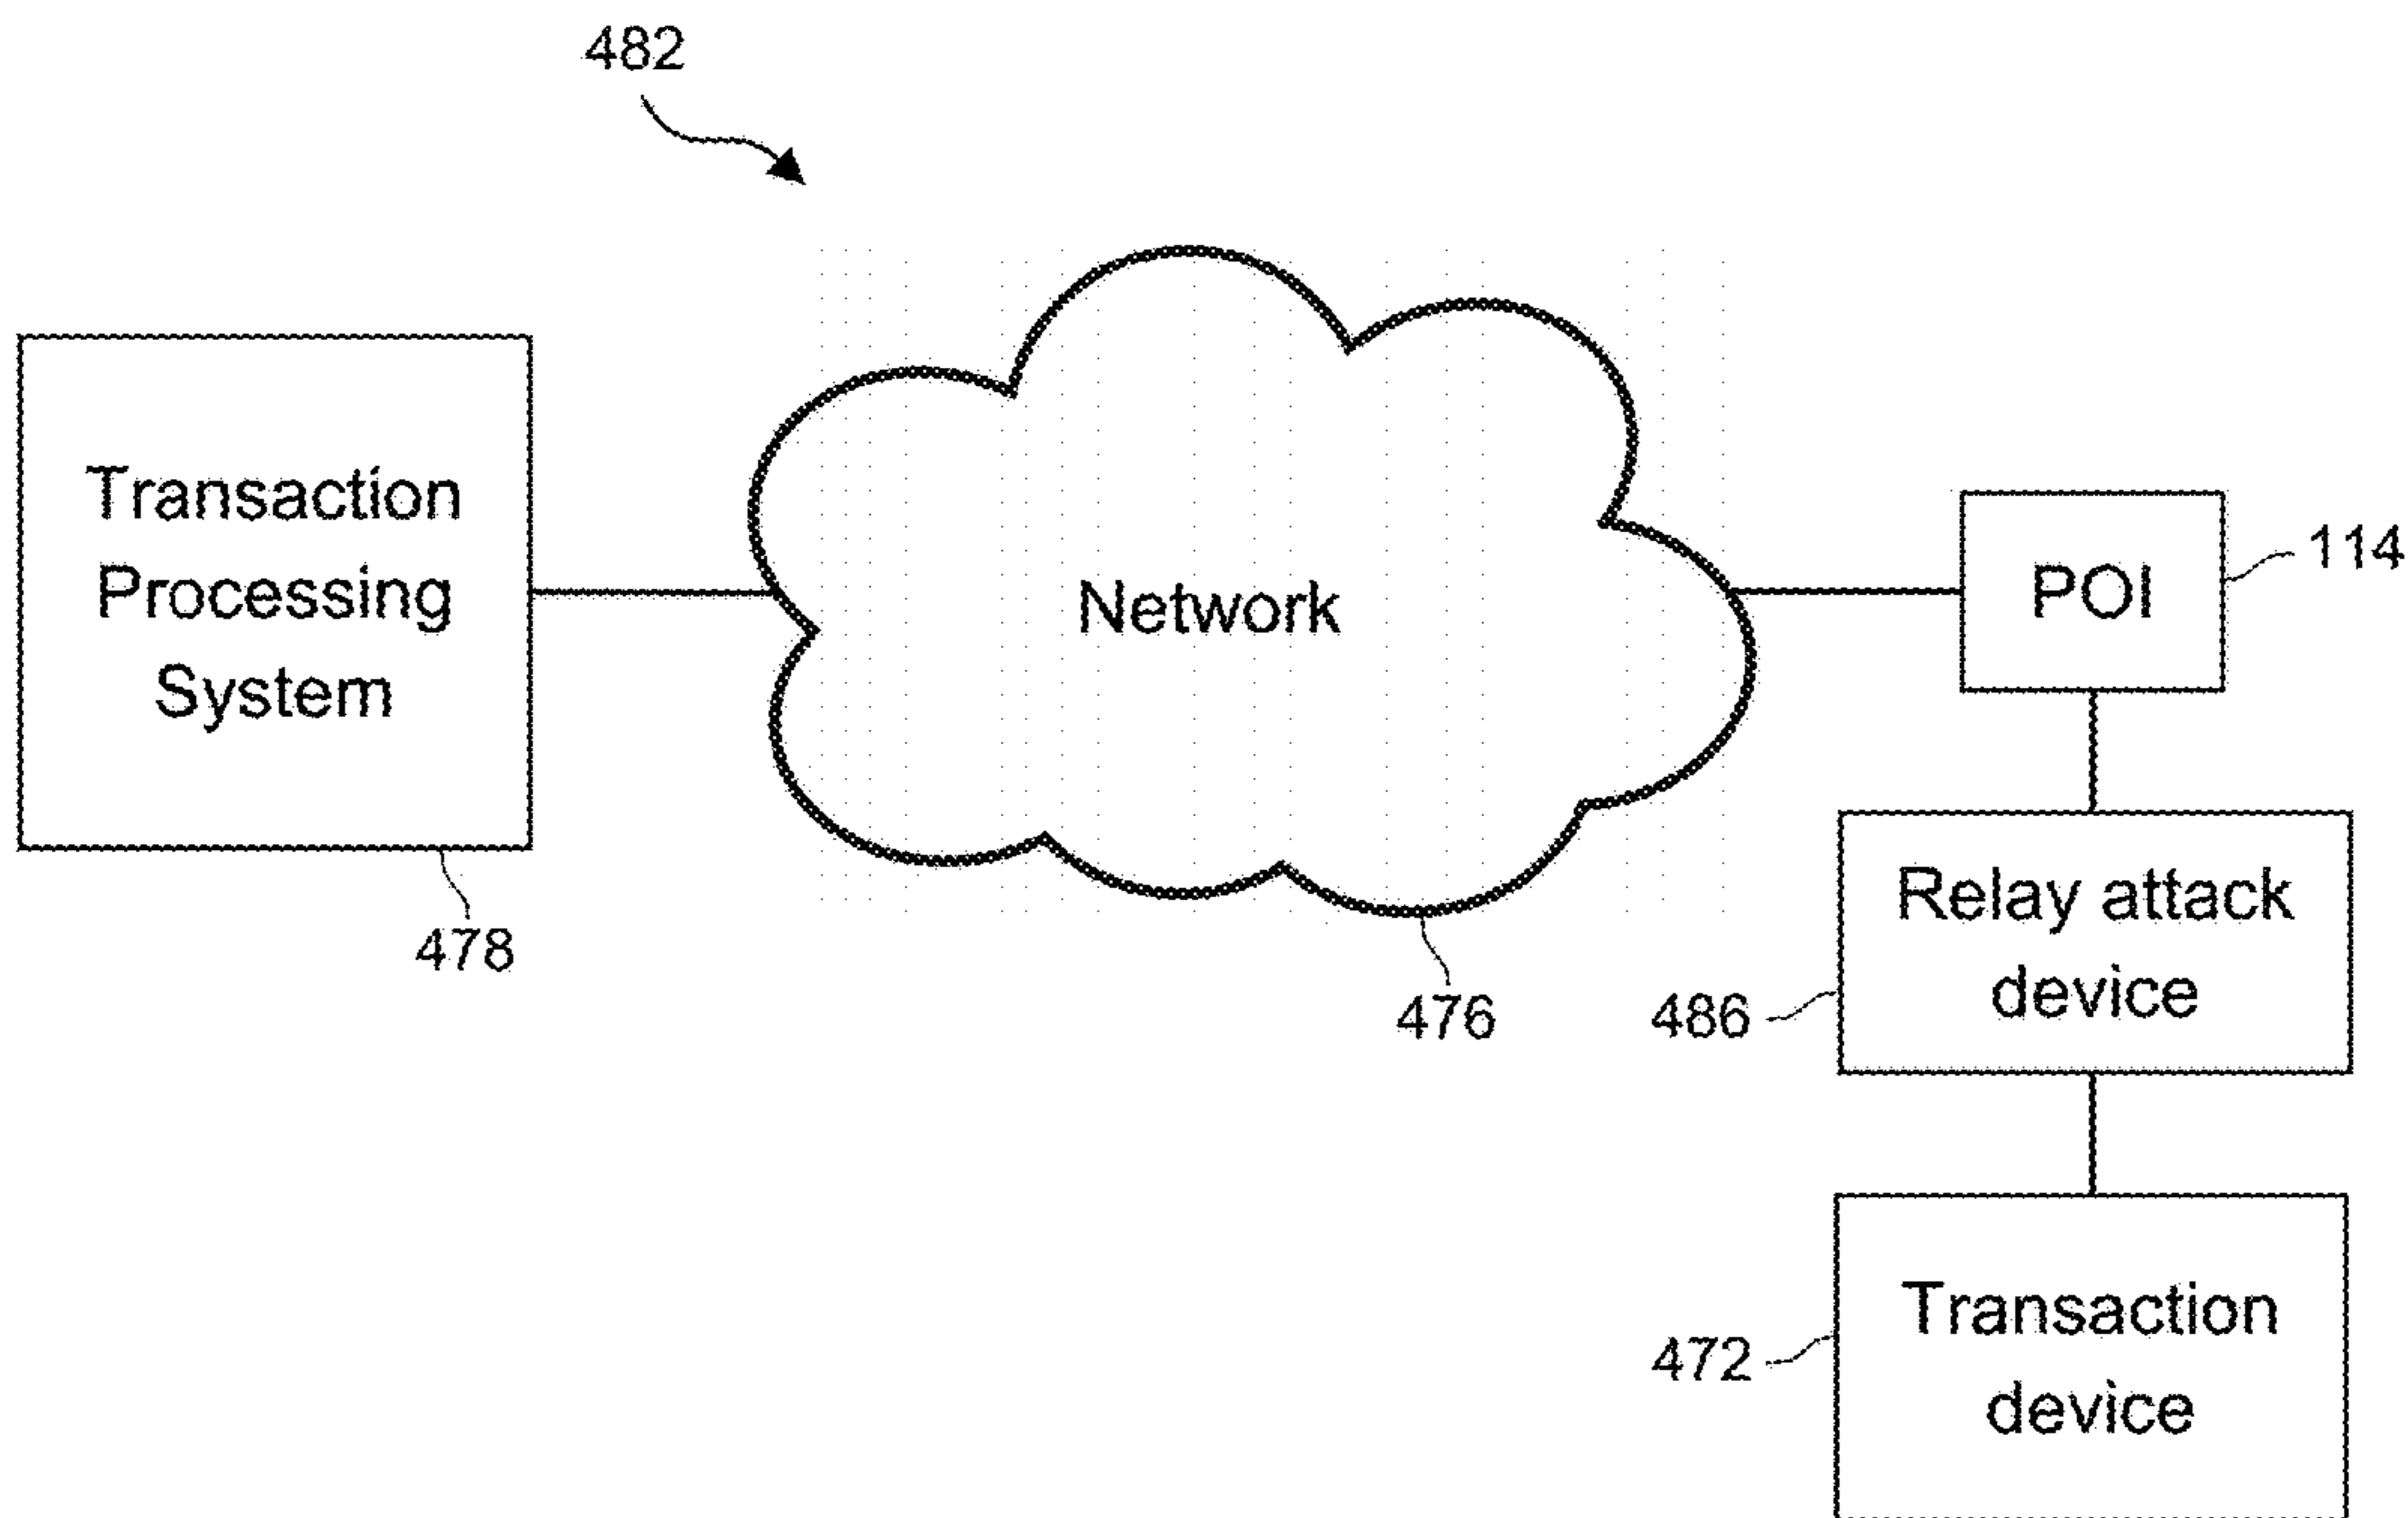 482
Transaction
Processing
System
478
Network
476
POI
114
Relay attack
device
486
Transaction
device
472